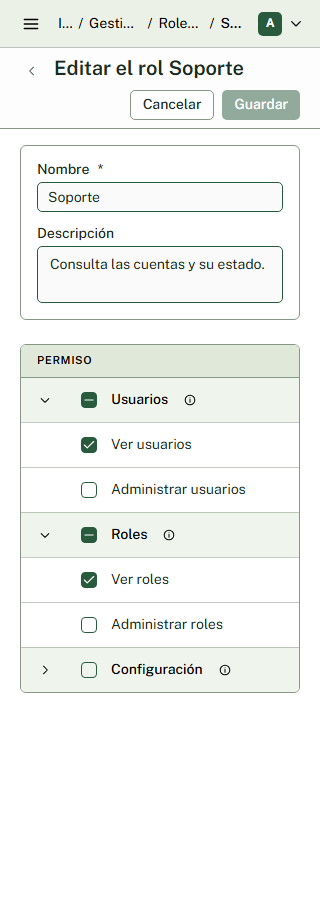 I... / Gesti... / Role... / S... A
Editar el rol Soporte
Cancelar Guardar
Nombre *
Soporte
Descripción
Consulta las cuentas y su estado.
PERMISO
Usuarios
Ver usuarios
Administrar usuarios
Roles
Ver roles
Administrar roles
Configuración